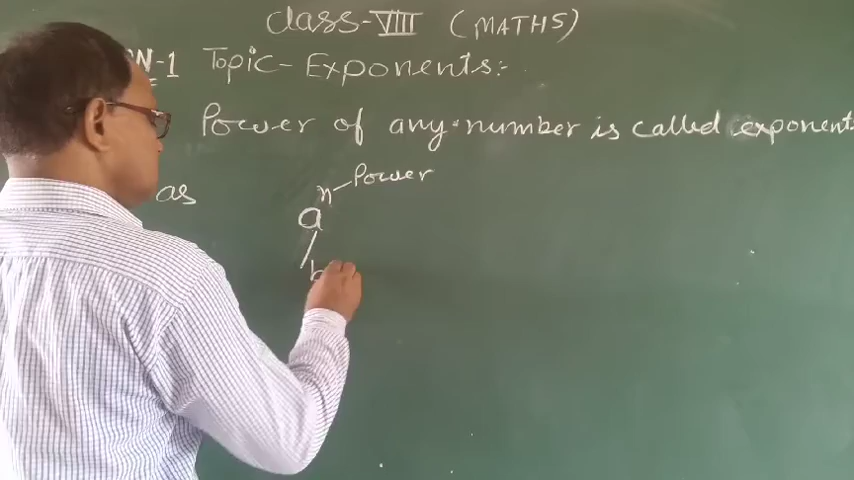 Class-VIII (MATHS)
N-1 Topic-Exponents:-
Power of any number is called exponent
as
n-Power
a
b